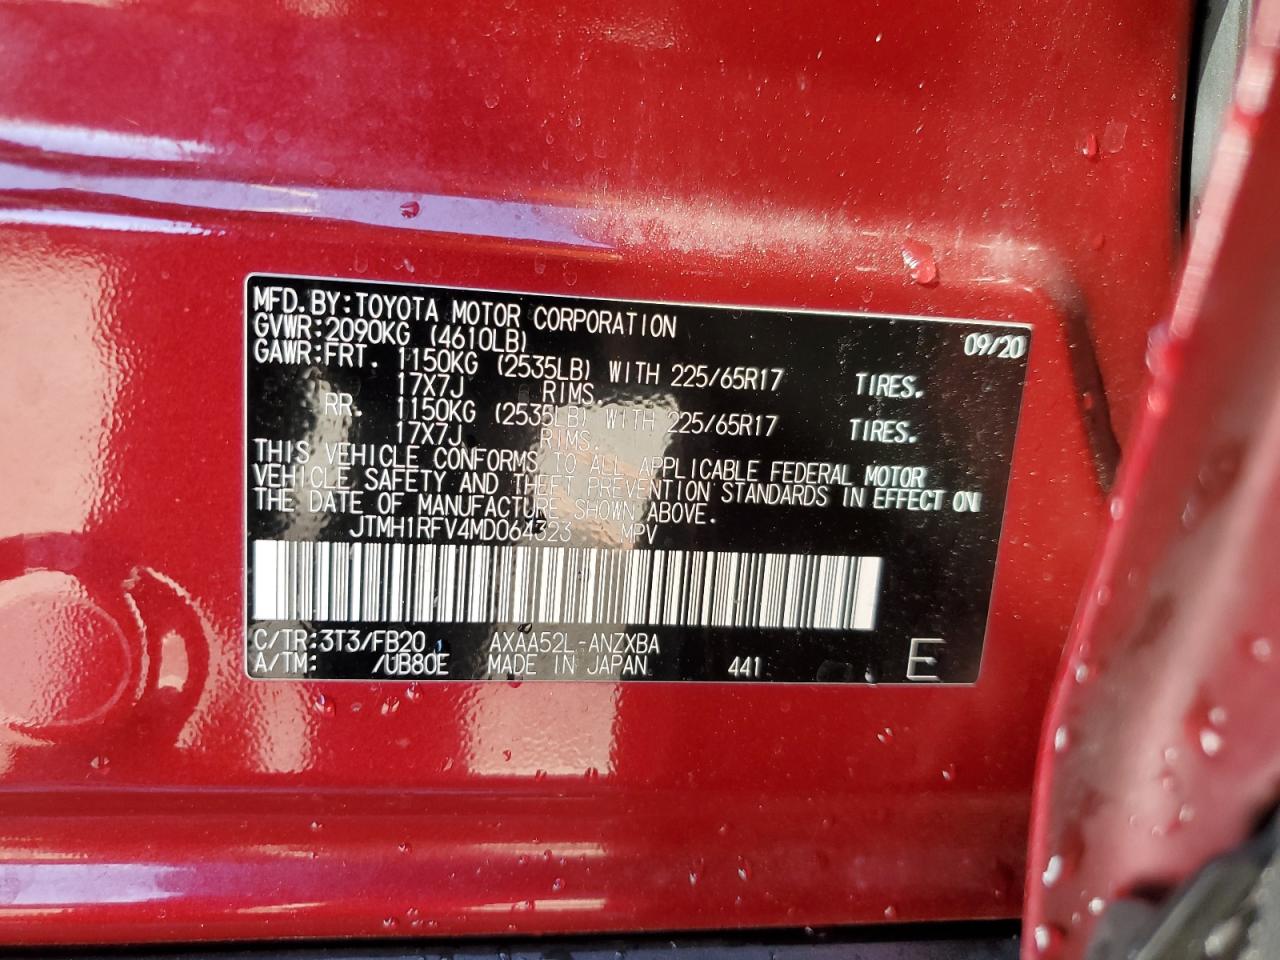 MFD.BY:TOYOTA MOTOR CORPORATION 09/20
GVWR:2090KG (4610LB)
GAWR:FRT. 1150KG (2535LB) WITH 225/65R17 TIRES.
17X7J RIMS.
RR. 1150KG (2535LB) WITH 225/65R17 TIRES.
17X7J RIMS.
THIS VEHICLE CONFORMS TO ALL APPLICABLE FEDERAL MOTOR
VEHICLE SAFETY AND THEFT PREVENTION STANDARDS IN EFFECT ON
THE DATE OF MANUFACTURE SHOWN ABOVE.
JTMH1RFV4MD064323 MPV
C/TR:3T3/FB20 AXAA52L-ANZXBA
A/TM: /UB80E MADE IN JAPAN 441 E